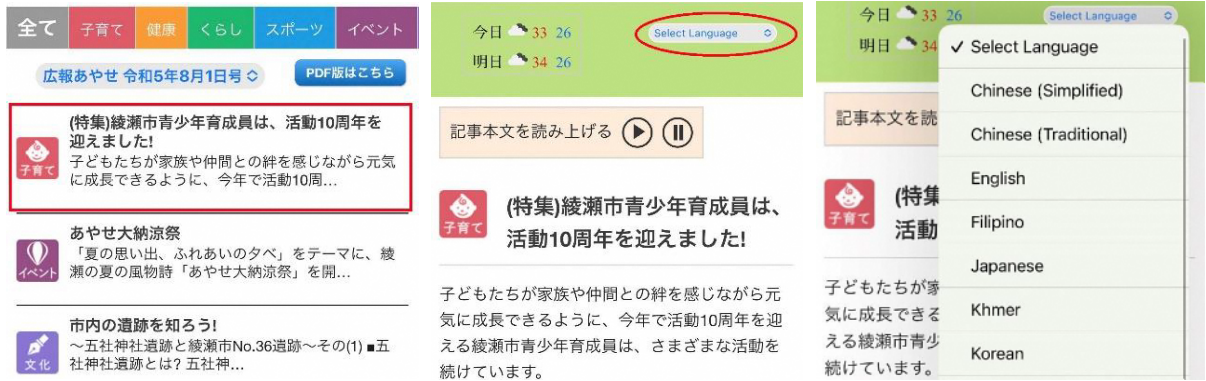 全て 子育て 健康 くらし スポーツ イベント
広報あやせ 令和5年8月1日号
PDF版はこちら
(特集)綾瀬市青少年育成員は、活動10周年を
迎えました!
子育て
子どもたちが家族や仲間との絆を感じながら元気
に成長できるように、今年で活動10周…
あやせ大納涼祭
イベント
「夏の思い出、ふれあいの夕べ」をテーマに、綾
瀬の夏の風物詩「あやせ大納涼祭」を開…
市内の遺跡を知ろう!
文化
～五社神社遺跡と綾瀬市No.36遺跡～その(1) ■五
社神社遺跡とは? 五社神…
今日 33 26
明日 34 26
Select Language
記事本文を読み上げる
子育て
(特集)綾瀬市青少年育成員は、
活動10周年を迎えました!
子どもたちが家族や仲間との絆を感じながら元
気に成長できるように、今年で活動10周年を迎
える綾瀬市青少年育成員は、さまざまな活動を
続けています。
今日 33 26
明日 34
Select Language
✓ Select Language
Chinese (Simplified)
Chinese (Traditional)
English
Filipino
Japanese
Khmer
Korean
記事本文を読
子育て
(特集
活動
子どもたちが家
気に成長できる
える綾瀬市青少
続けています。